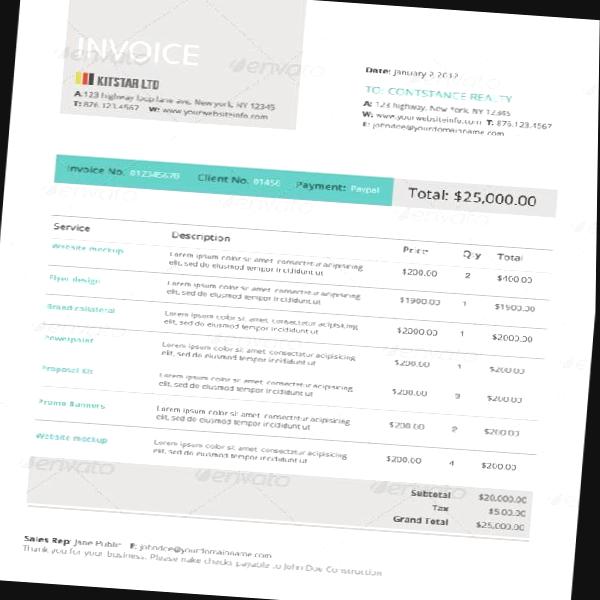 INVOICE
KITSTAR LTD
A: 123 highway loop lane ave, New york, NY 12345
T: 876.123.4567 W: www.yourwebsiteinfo.com
Date: January 2 2012
TO: CONTSTANCE REALTY
A: 123 highway, New york, NY 12345
W: www.yourwebsiteinfo.com T: 876.123.4567
E: johndoe@yourdomainname.com
Invoice No. 012345678 Client No. 01456 Payment: Paypal Total: $25,000.00
Service Description Price Qty Total
Website mockup Lorem ipsum color sit amet, consectetur adipisicing $200.00 2 $400.00
elit, sed do eiusmod tempor incididunt ut
Flyer design Lorem ipsum color sit amet, consectetur adipisicing $1900.00 1 $1900.00
elit, sed do eiusmod tempor incididunt ut
Brand collateral Lorem ipsum color sit amet, consectetur adipisicing $2000.00 1 $2000.00
elit, sed do eiusmod tempor incididunt ut
Powerpoint Lorem ipsum color sit amet, consectetur adipisicing $200.00 1 $200.00
elit, sed do eiusmod tempor incididunt ut
Proposal Kit Lorem ipsum color sit amet, consectetur adipisicing $200.00 3 $200.00
elit, sed do eiusmod tempor incididunt ut
Promo Banners Lorem ipsum color sit amet, consectetur adipisicing $200.00 2 $200.00
elit, sed do eiusmod tempor incididunt ut
Website mockup Lorem ipsum color sit amet, consectetur adipisicing $200.00 4 $200.00
elit, sed do eiusmod tempor incididunt ut
Subtotal $20,000.00
Tax $5.00.00
Grand Total $25,000.00
Sales Rep: Jane Public E: johndoe@yourdomainname.com
Thank you for your business. Please make checks payable to John Doe Construction
envato